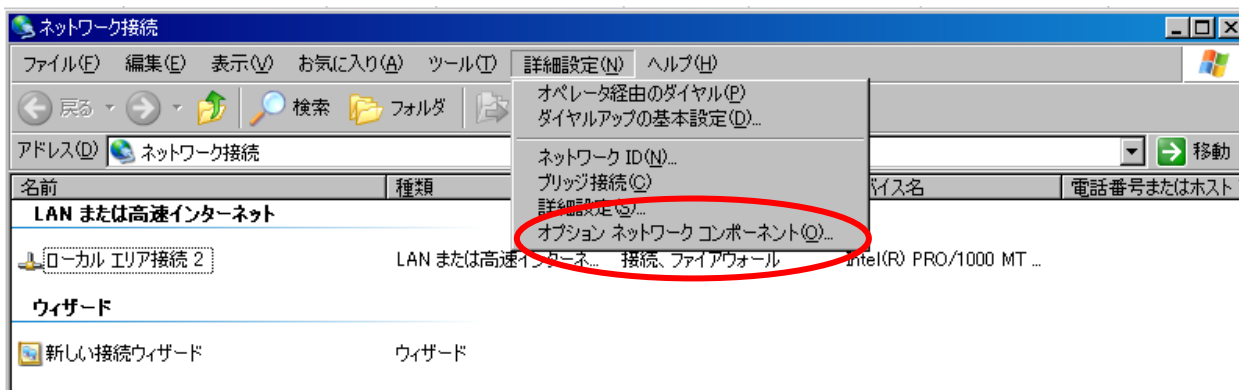 ネットワーク接続
ファイル(F) 編集(E) 表示(V) お気に入り(A) ツール(T) 詳細設定(N) ヘルプ(H)
戻る 検索 フォルダ
オペレータ経由のダイヤル(P)
ダイヤルアップの基本設定(D)...
ネットワーク ID(N)...
ブリッジ接続(C)
詳細設定(S)...
オプション ネットワーク コンポーネント(O)...
アドレス(D) ネットワーク接続 移動
名前 種類 バイス名 電話番号またはホスト
LAN または高速インターネット
ローカル エリア接続 2 LAN または高速インターネ... 接続、ファイアウォール Intel(R) PRO/1000 MT ...
ウィザード
新しい接続ウィザード ウィザード